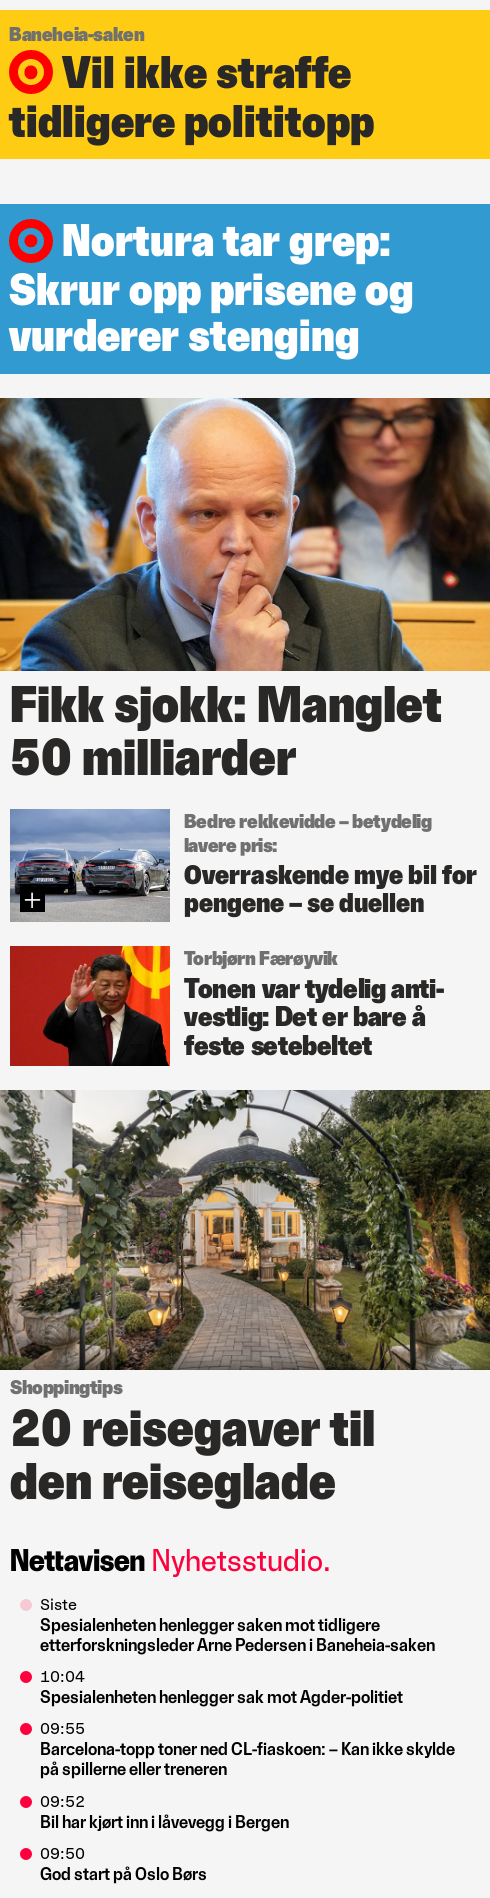 Baneheia-saken
Vil ikke straffe
tidligere polititopp
Nortura tar grep:
Skrur opp prisene og
vurderer stenging
Fikk sjokk: Manglet
50 milliarder
Bedre rekkevidde – betydelig
lavere pris:
Overraskende mye bil for
pengene – se duellen
Torbjørn Færøyvik
Tonen var tydelig anti-
vestlig: Det er bare å
feste setebeltet
Shoppingtips
20 reisegaver til
den reiseglade
Nettavisen Nyhetsstudio.
Siste
Spesialenheten henlegger saken mot tidligere
etterforskningsleder Arne Pedersen i Baneheia-saken
10:04
Spesialenheten henlegger sak mot Agder-politiet
09:55
Barcelona-topp toner ned CL-fiaskoen: – Kan ikke skylde
på spillerne eller treneren
09:52
Bil har kjørt inn i låvevegg i Bergen
09:50
God start på Oslo Børs